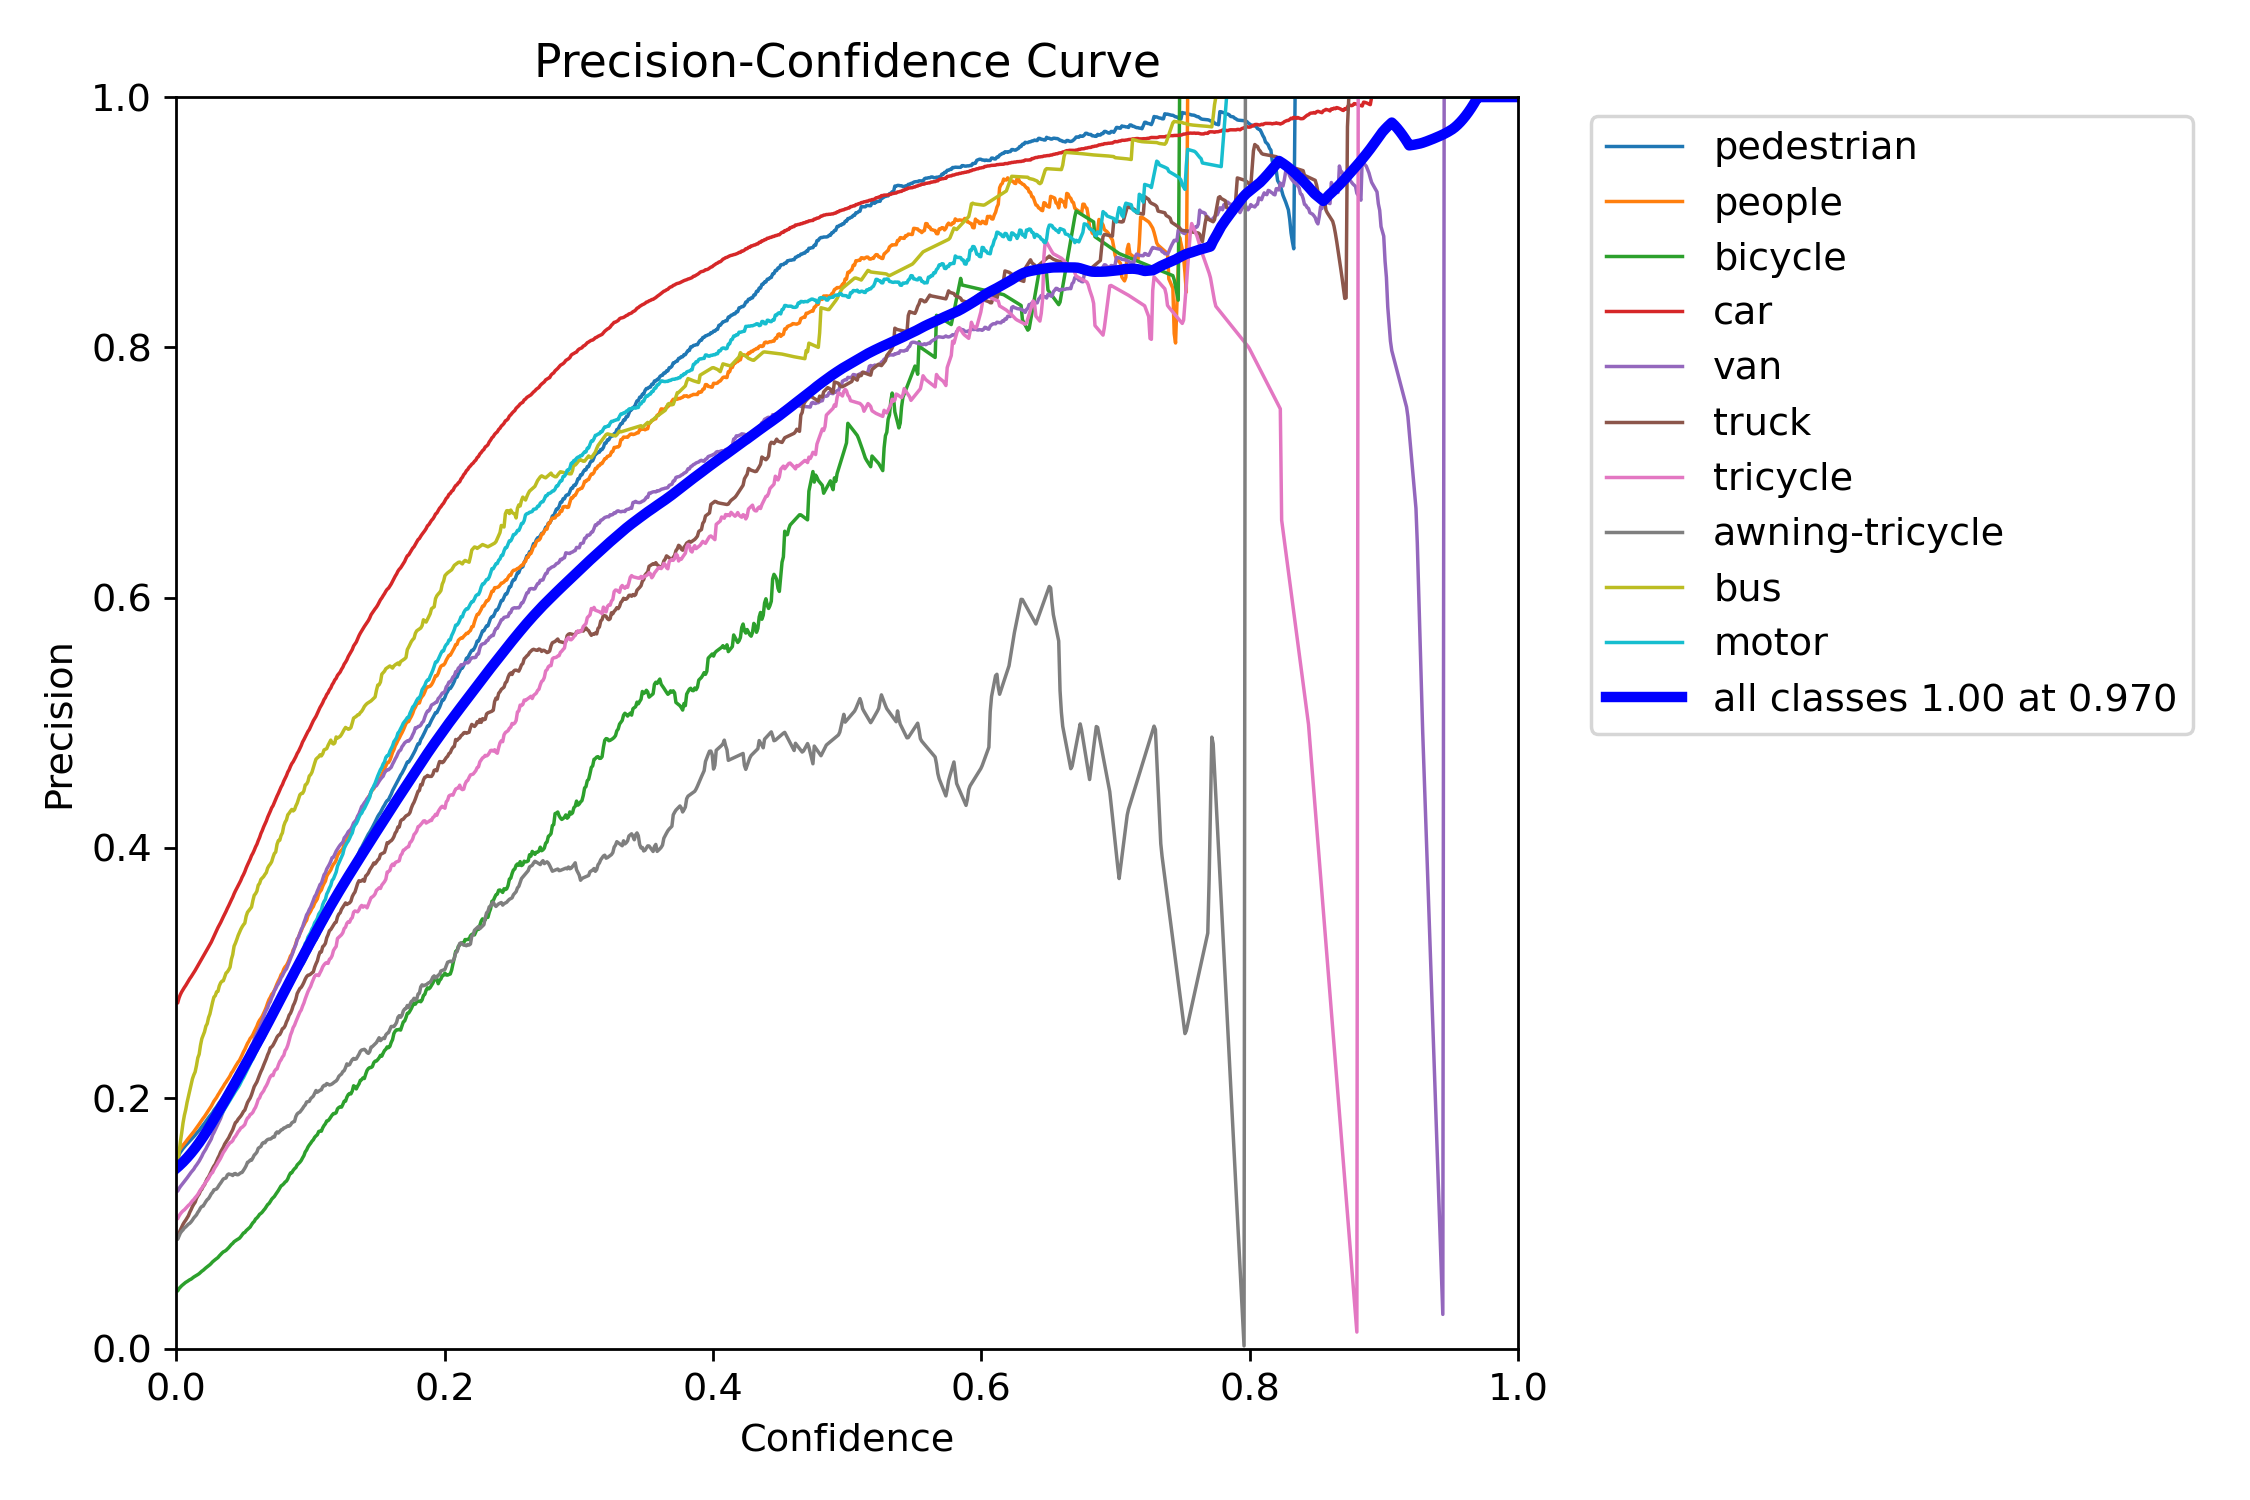 Precision-Confidence Curve
1.0
0.8
0.6
0.4
0.2
0.0
Precision
0.0 0.2 0.4 0.6 0.8 1.0
Confidence
pedestrian
people
bicycle
car
van
truck
tricycle
awning-tricycle
bus
motor
all classes 1.00 at 0.970